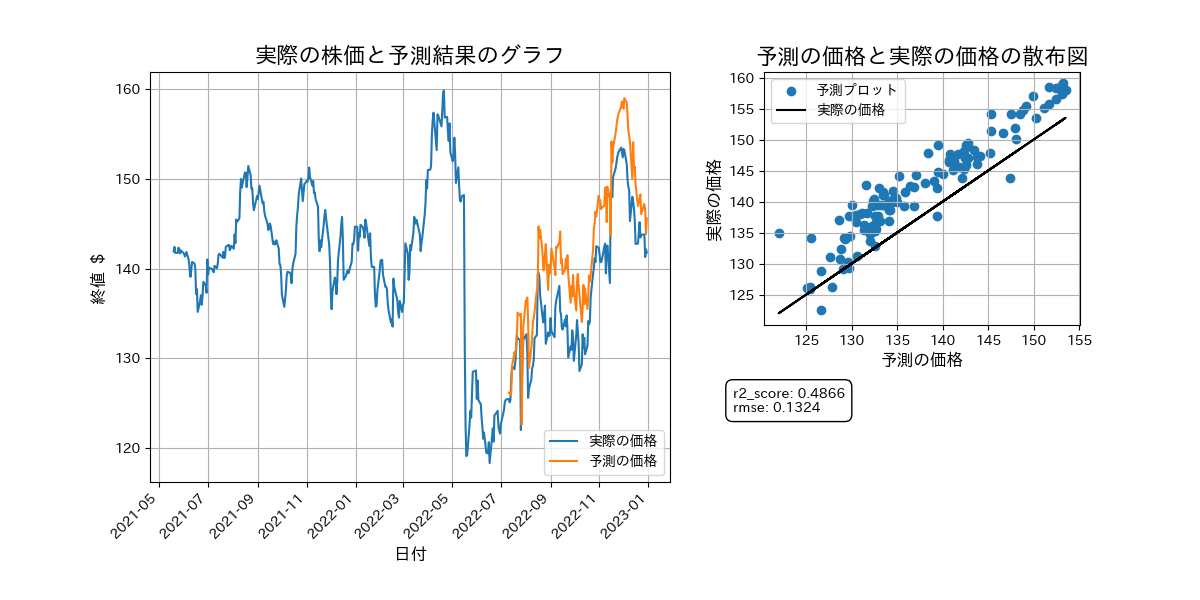 実際の株価と予測結果のグラフ
終値 $
160
150
140
130
120
2021-05
2021-07
2021-09
2021-11
2022-01
2022-03
2022-05
2022-07
2022-09
2022-11
2023-01
日付
実際の価格
予測の価格
予測の価格と実際の価格の散布図
実際の価格
160
155
150
145
140
135
130
125
予測プロット
実際の価格
125
130
135
140
145
150
155
予測の価格
r2_score: 0.4866
rmse: 0.1324